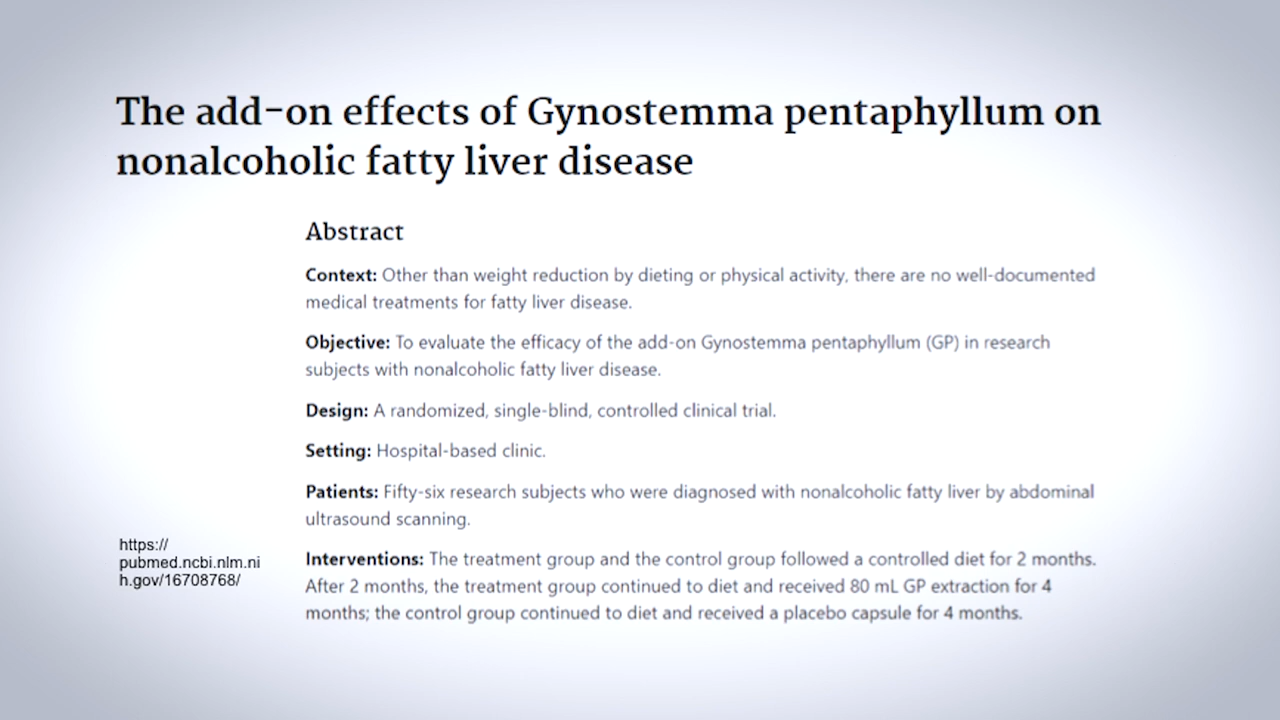 The add-on effects of Gynostemma pentaphyllum on
nonalcoholic fatty liver disease
Abstract
Context: Other than weight reduction by dieting or physical activity, there are no well-documented
medical treatments for fatty liver disease.
Objective: To evaluate the efficacy of the add-on Gynostemma pentaphyllum (GP) in research
subjects with nonalcoholic fatty liver disease.
Design: A randomized, single-blind, controlled clinical trial.
Setting: Hospital-based clinic.
Patients: Fifty-six research subjects who were diagnosed with nonalcoholic fatty liver by abdominal
ultrasound scanning.
Interventions: The treatment group and the control group followed a controlled diet for 2 months.
After 2 months, the treatment group continued to diet and received 80 mL GP extraction for 4
months; the control group continued to diet and received a placebo capsule for 4 months.
https://
pubmed.ncbi.nlm.ni
h.gov/16708768/